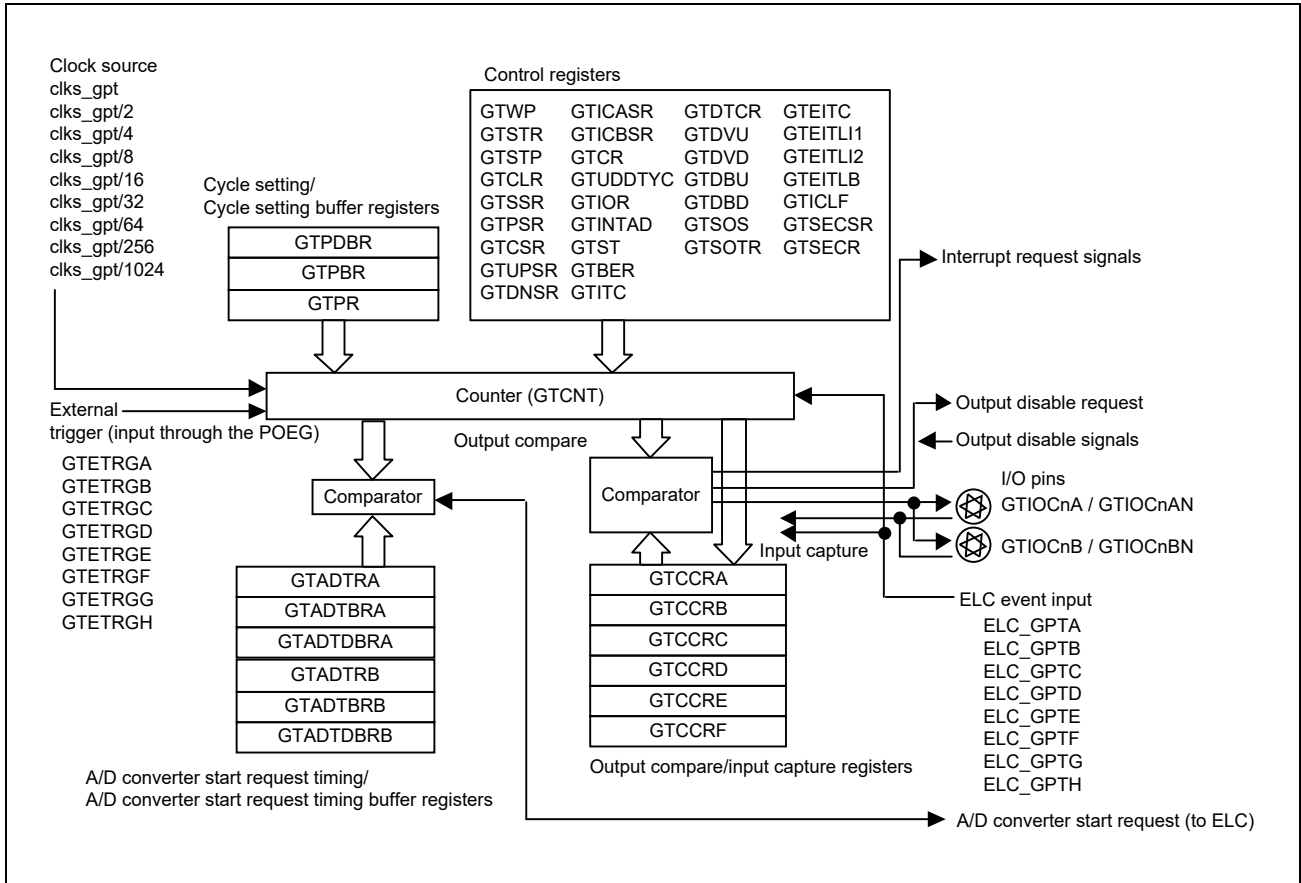 Clock source
clks_gpt
clks_gpt/2
clks_gpt/4
clks_gpt/8
clks_gpt/16
clks_gpt/32
clks_gpt/64
clks_gpt/256
clks_gpt/1024
Cycle setting/
Cycle setting buffer registers
GTPDBR
GTPBR
GTPR
Control registers
GTWP GTICASR GTDTCR GTEITC
GTSTR GTICBSR GTDVU GTEITLI1
GTSTP GTCR GTDVD GTEITLI2
GTCLR GTUDDTYC GTDBU GTEITLB
GTSSR GTIOR GTDBD GTICLF
GTPSR GTINTAD GTSOS GTSECSR
GTCSR GTST GTSOTR GTSECR
GTUPSR GTBER
GTDNSR GTITC
Interrupt request signals
Counter (GTCNT)
External
trigger (input through the POEG)
GTETRGA
GTETRGB
GTETRGC
GTETRGD
GTETRGE
GTETRGF
GTETRGG
GTETRGH
Output compare
Comparator
Comparator
Output disable request
Output disable signals
I/O pins
GTIOCnA / GTIOCnAN
GTIOCnB / GTIOCnBN
Input capture
GTADTRA
GTADTBRA
GTADTDBRA
GTADTRB
GTADTBRB
GTADTDBRB
A/D converter start request timing/
A/D converter start request timing buffer registers
GTCCRA
GTCCRB
GTCCRC
GTCCRD
GTCCRE
GTCCRF
Output compare/input capture registers
ELC event input
ELC_GPTA
ELC_GPTB
ELC_GPTC
ELC_GPTD
ELC_GPTE
ELC_GPTF
ELC_GPTG
ELC_GPTH
A/D converter start request (to ELC)